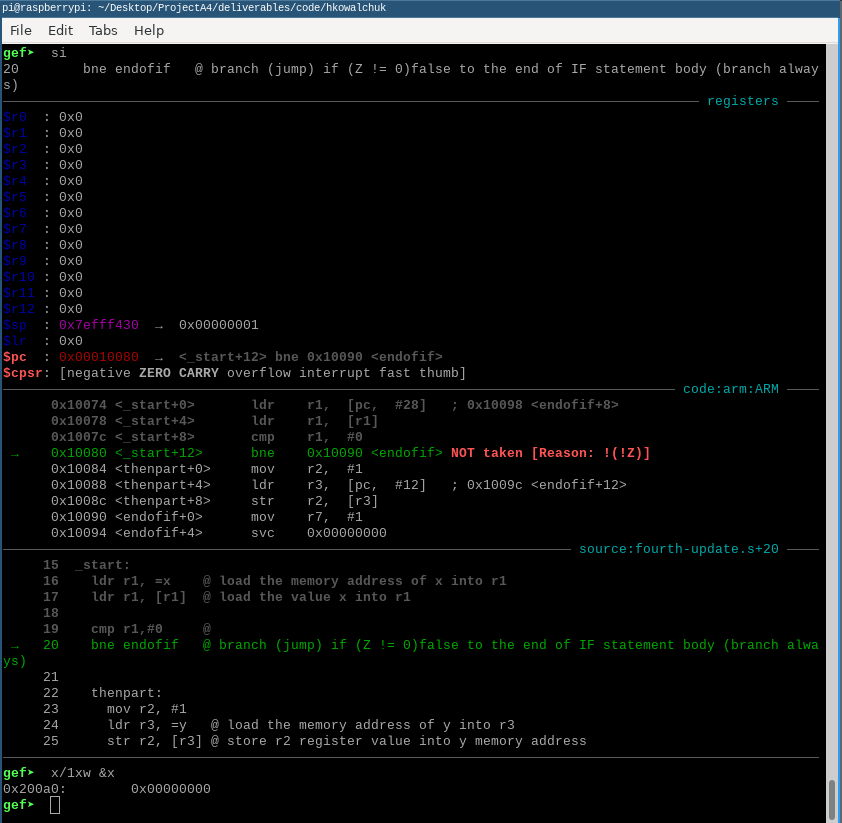 pi@raspberrypi: ~/Desktop/ProjectA4/deliverables/code/hkowalchuk
File Edit Tabs Help
gef➤ si
20 bne endofif @ branch (jump) if (Z != 0)false to the end of IF statement body (branch alway
s)
registers
$r0 : 0x0
$r1 : 0x0
$r2 : 0x0
$r3 : 0x0
$r4 : 0x0
$r5 : 0x0
$r6 : 0x0
$r7 : 0x0
$r8 : 0x0
$r9 : 0x0
$r10 : 0x0
$r11 : 0x0
$r12 : 0x0
$sp : 0x7efff430 → 0x00000001
$lr : 0x0
$pc : 0x00010080 → <_start+12> bne 0x10090 <endofif>
$cpsr: [negative ZERO CARRY overflow interrupt fast thumb]
code:arm:ARM
0x10074 <_start+0> ldr r1, [pc, #28] ; 0x10098 <endofif+8>
0x10078 <_start+4> ldr r1, [r1]
0x1007c <_start+8> cmp r1, #0
→ 0x10080 <_start+12> bne 0x10090 <endofif> NOT taken [Reason: !(!Z)]
0x10084 <thenpart+0> mov r2, #1
0x10088 <thenpart+4> ldr r3, [pc, #12] ; 0x1009c <endofif+12>
0x1008c <thenpart+8> str r2, [r3]
0x10090 <endofif+0> mov r7, #1
0x10094 <endofif+4> svc 0x00000000
source:fourth-update.s+20
15 _start:
16 ldr r1, =x @ load the memory address of x into r1
17 ldr r1, [r1] @ load the value x into r1
18
19 cmp r1,#0 @
→ 20 bne endofif @ branch (jump) if (Z != 0)false to the end of IF statement body (branch alwa
ys)
21
22 thenpart:
23 mov r2, #1
24 ldr r3, =y @ load the memory address of y into r3
25 str r2, [r3] @ store r2 register value into y memory address
gef➤ x/1xw &x
0x200a0: 0x00000000
gef➤